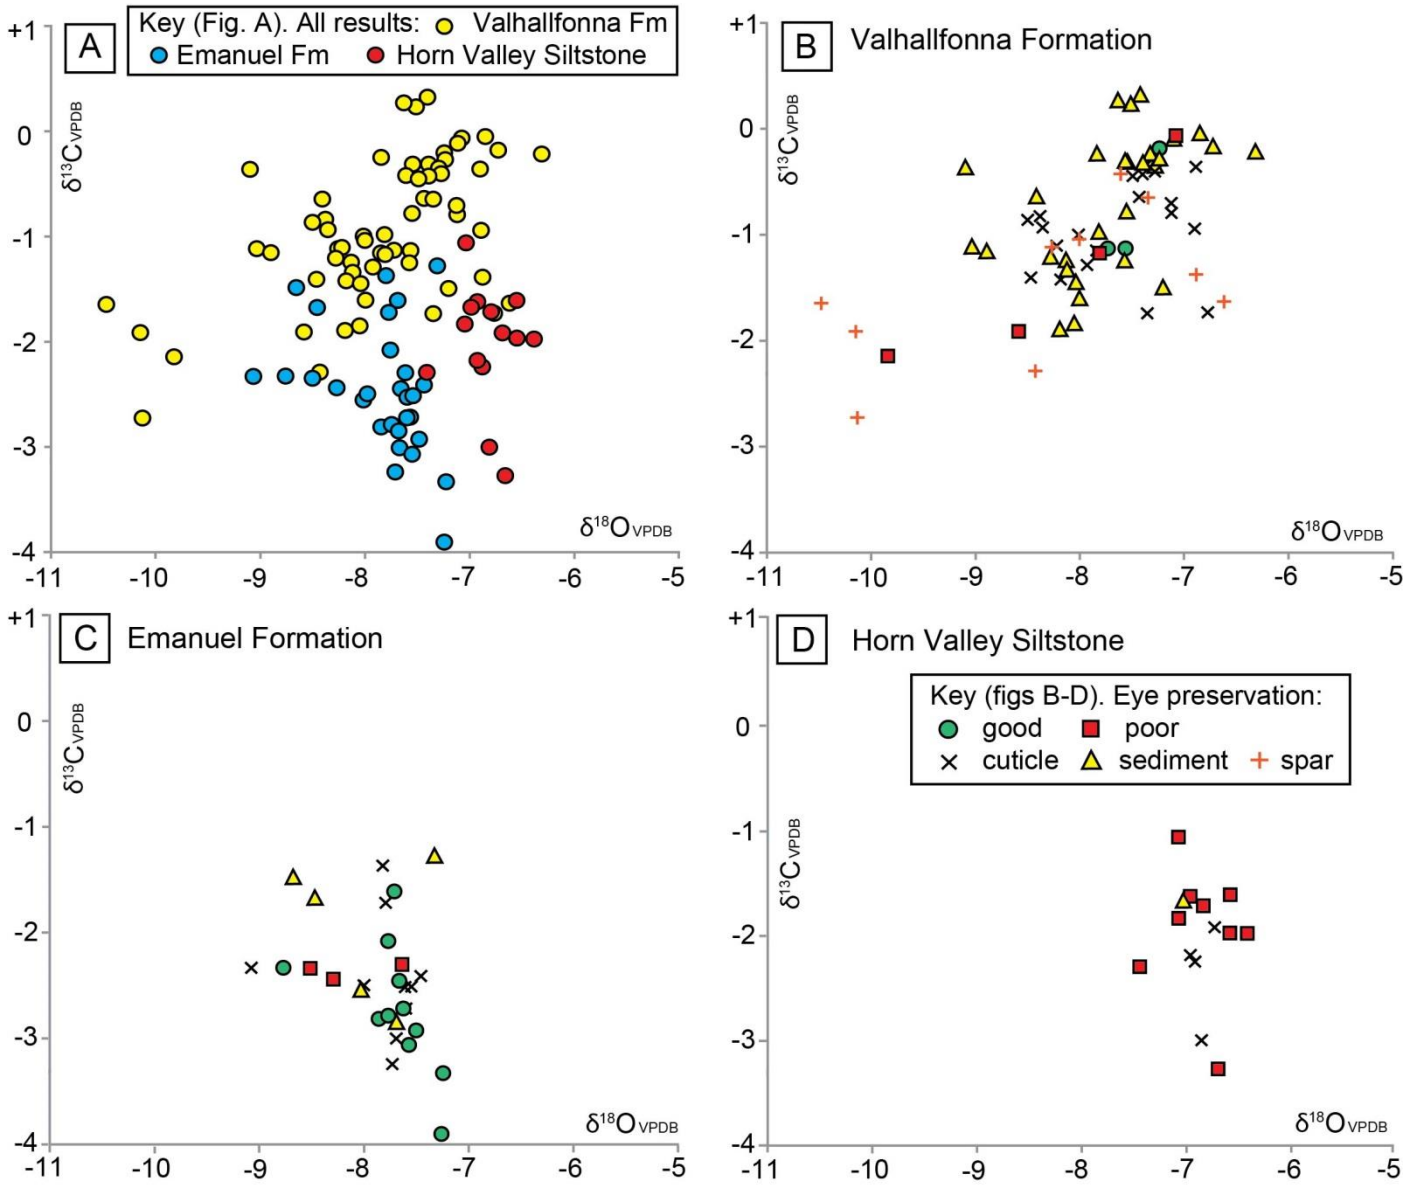 A
Key (Fig. A). All results: Valhallfonna Fm
Emanuel Fm Horn Valley Siltstone
+1
0
-1
-2
-3
-4
δ13CVPDB
δ18OVPDB
-11 -10 -9 -8 -7 -6 -5
B Valhallfonna Formation
+1
0
-1
-2
-3
-4
δ13CVPDB
δ18OVPDB
-11 -10 -9 -8 -7 -6 -5
C Emanuel Formation
+1
0
-1
-2
-3
-4
δ13CVPDB
δ18OVPDB
-11 -10 -9 -8 -7 -6 -5
D Horn Valley Siltstone
Key (figs B-D). Eye preservation:
good poor
cuticle sediment spar
+1
0
-1
-2
-3
-4
δ13CVPDB
δ18OVPDB
-11 -10 -9 -8 -7 -6 -5